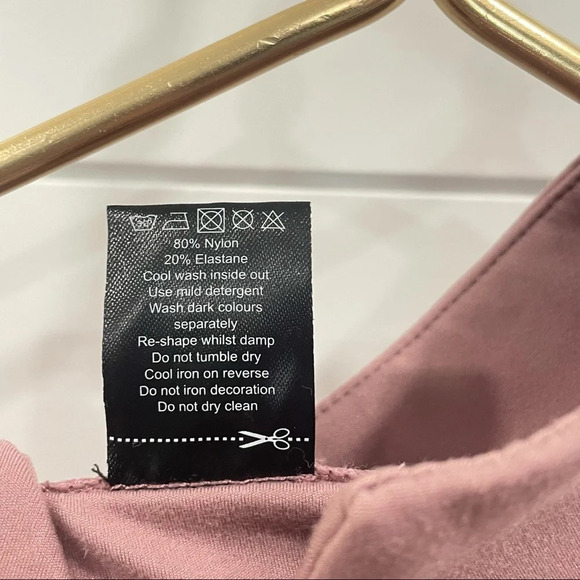 80% Nylon
20% Elastane
Cool wash inside out
Use mild detergent
Wash dark colours
separately
Re-shape whilst damp
Do not tumble dry
Cool iron on reverse
Do not iron decoration
Do not dry clean